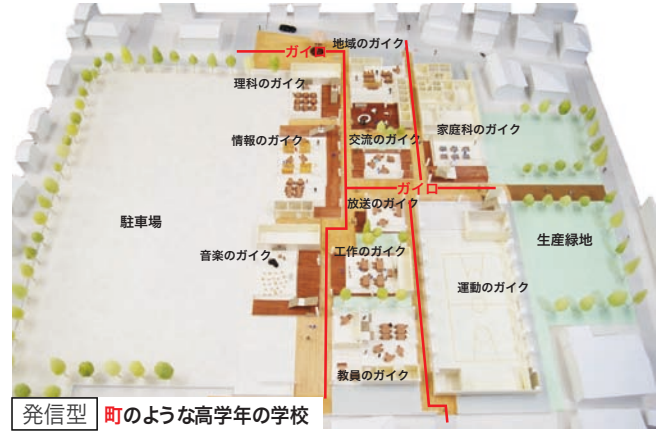 ガイロ
地域のガイク
理科のガイク
情報のガイク
交流のガイク
家庭科のガイク
ガイロ
放送のガイク
駐車場
音楽のガイク
工作のガイク
生産緑地
運動のガイク
教員のガイク
発信型 町のような高学年の学校